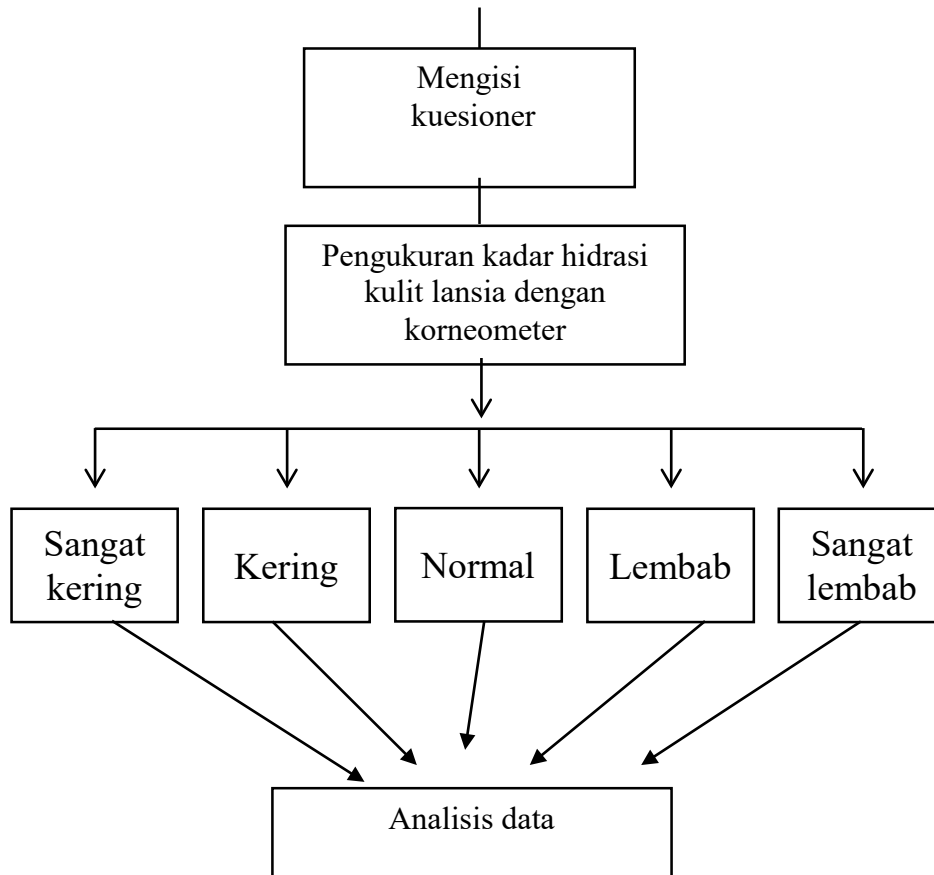 Mengisi
kuesioner
Pengukuran kadar hidrasi
kulit lansia dengan
korneometer
Sangat
kering
Kering
Normal
Lembab
Sangat
lembab
Analisis data